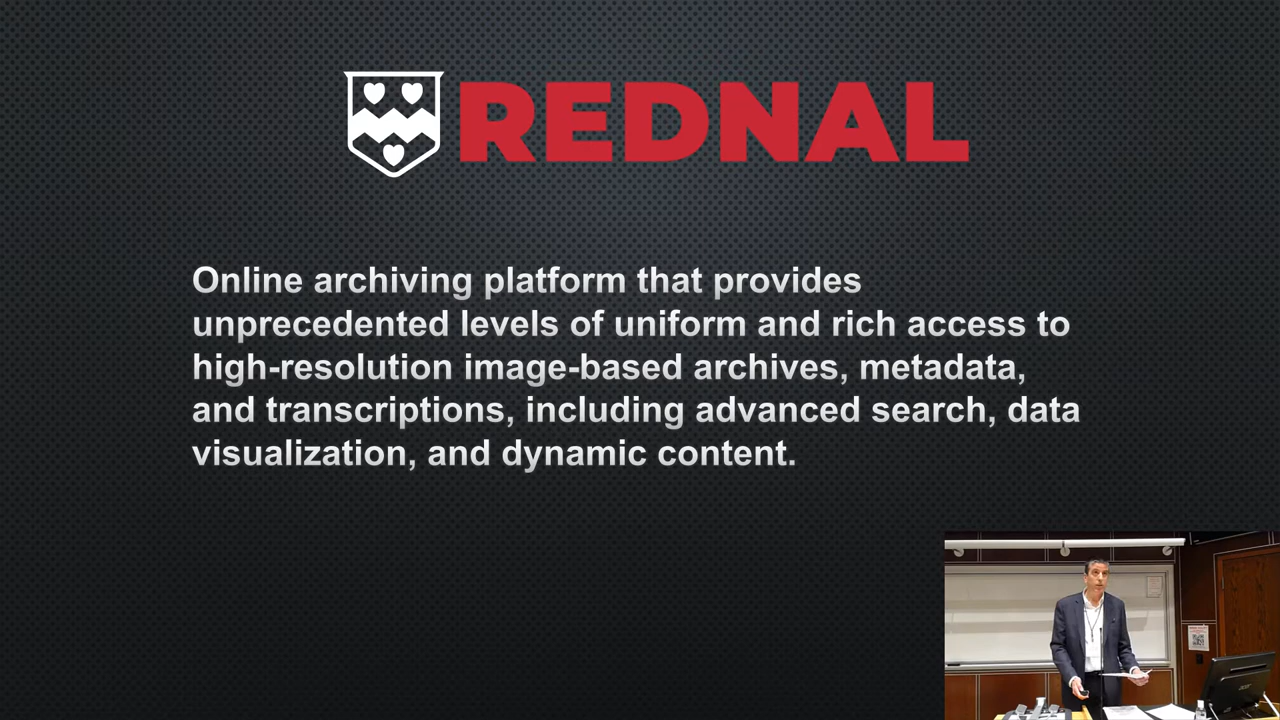 REDNAL
Online archiving platform that provides
unprecedented levels of uniform and rich access to
high-resolution image-based archives, metadata,
and transcriptions, including advanced search, data
visualization, and dynamic content.